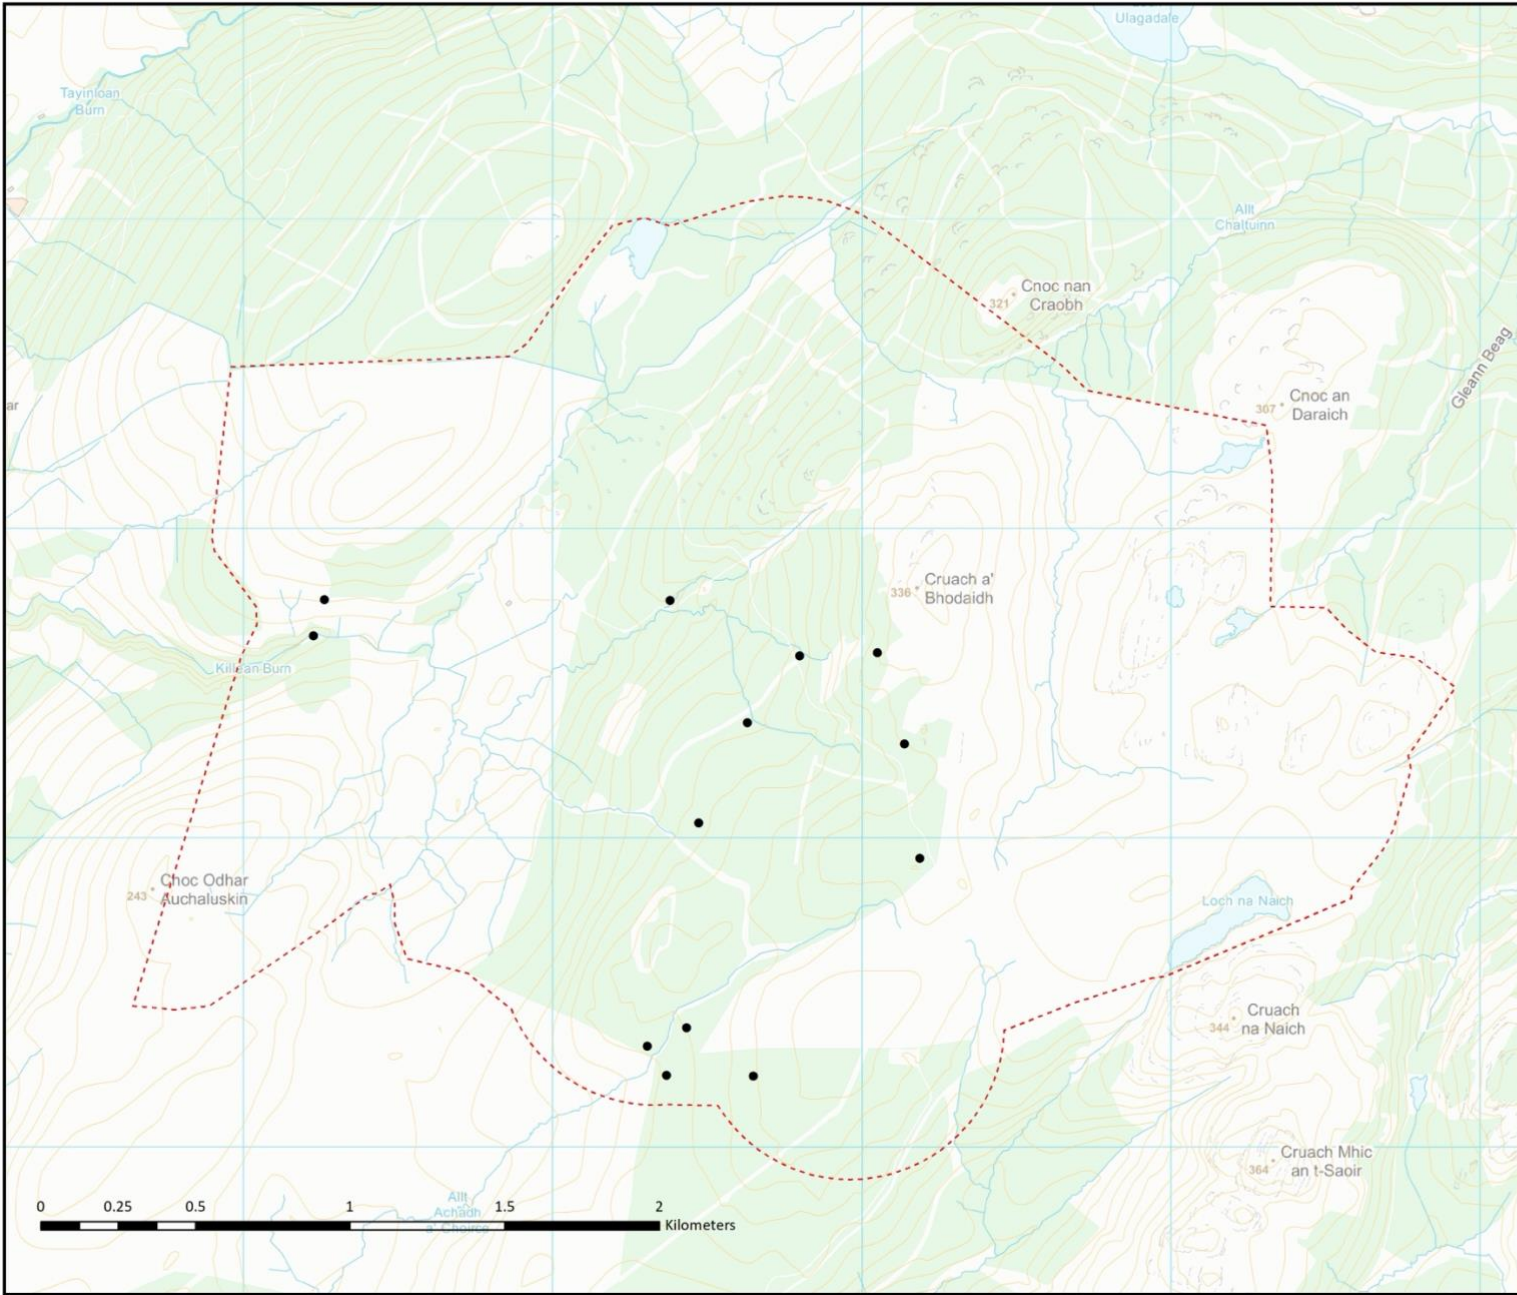 Ulagadale
Tayinloan
Burn
Allt
Chaltuinn
Cnoc nan
Craobh
321
Gleann Beag
ar
Cnoc an
Daraich
307
Cruach a'
Bhodaidh
336
Killean Burn
Choc Odhar
Auchaluskin
243
Loch na Naich
Cruach
na Naich
344
Cruach Mhic
an t-Saoir
364
Allt
Achadh
a' Choirce
0 0.25 0.5 1 1.5 2
Kilometers